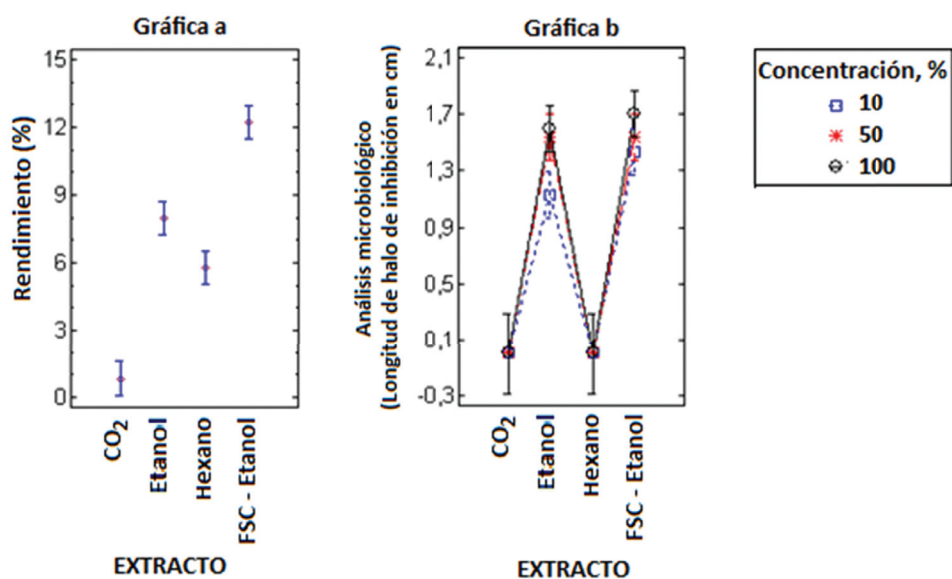 Gráfica a
Rendimiento (%)
15
12
9
6
3
0
CO2
Etanol
Hexano
FSC - Etanol
EXTRACTO
Gráfica b
Análisis microbiológico
(Longitud de halo de inhibición en cm)
2,1
1,7
1,3
0,9
0,5
0,1
-0,3
CO2
Etanol
Hexano
FSC - Etanol
EXTRACTO
Concentración, %
10
50
100